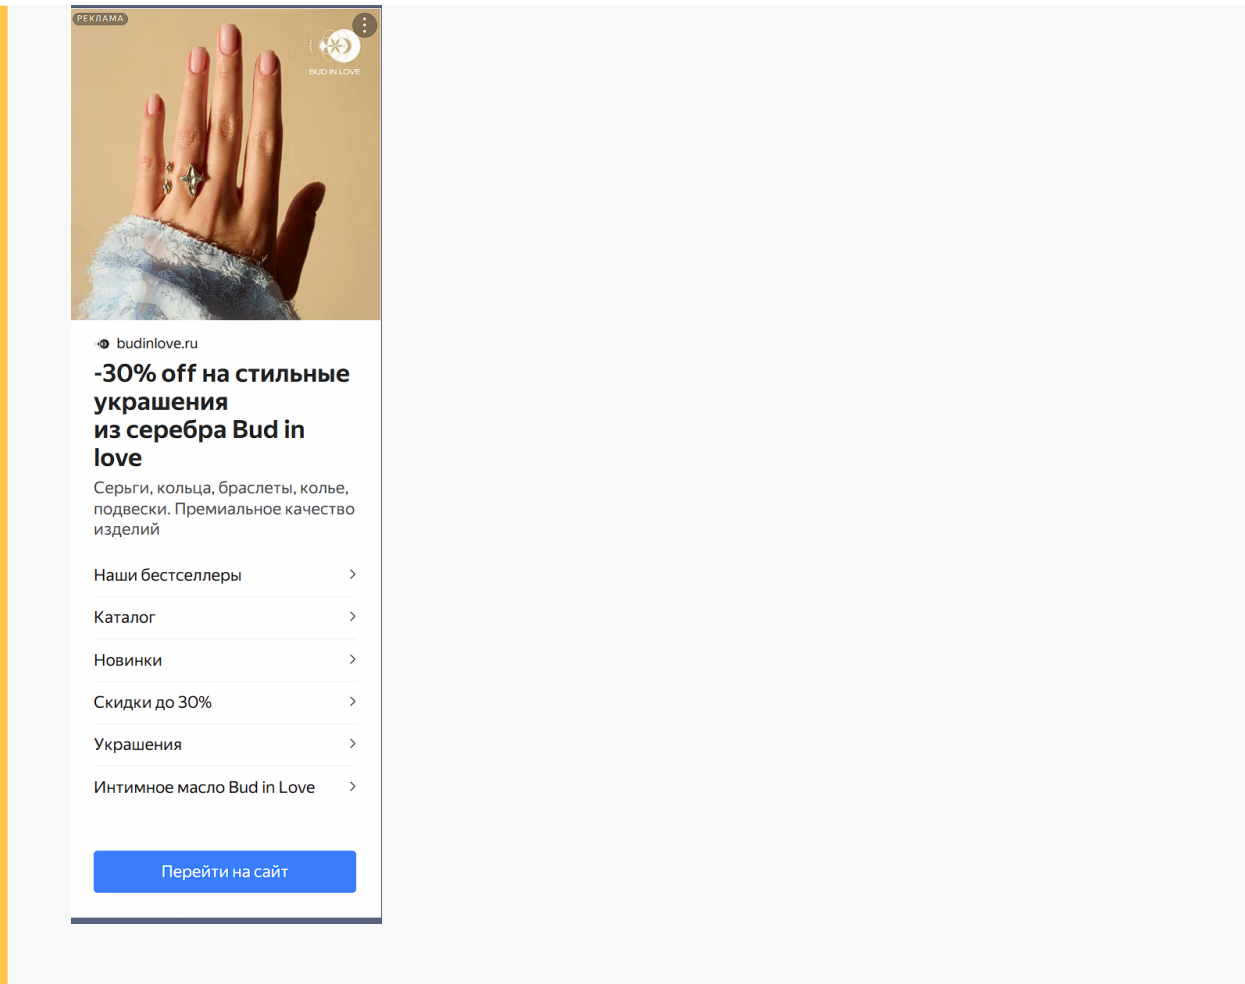 РЕКЛАМА
BUD IN LOVE
budinlove.ru
-30% off на стильные
украшения
из серебра Bud in
love
Серьги, кольца, браслеты, колье,
подвески. Премиальное качество
изделий
Наши бестселлеры
Каталог
Новинки
Скидки до 30%
Украшения
Интимное масло Bud in Love
Перейти на сайт